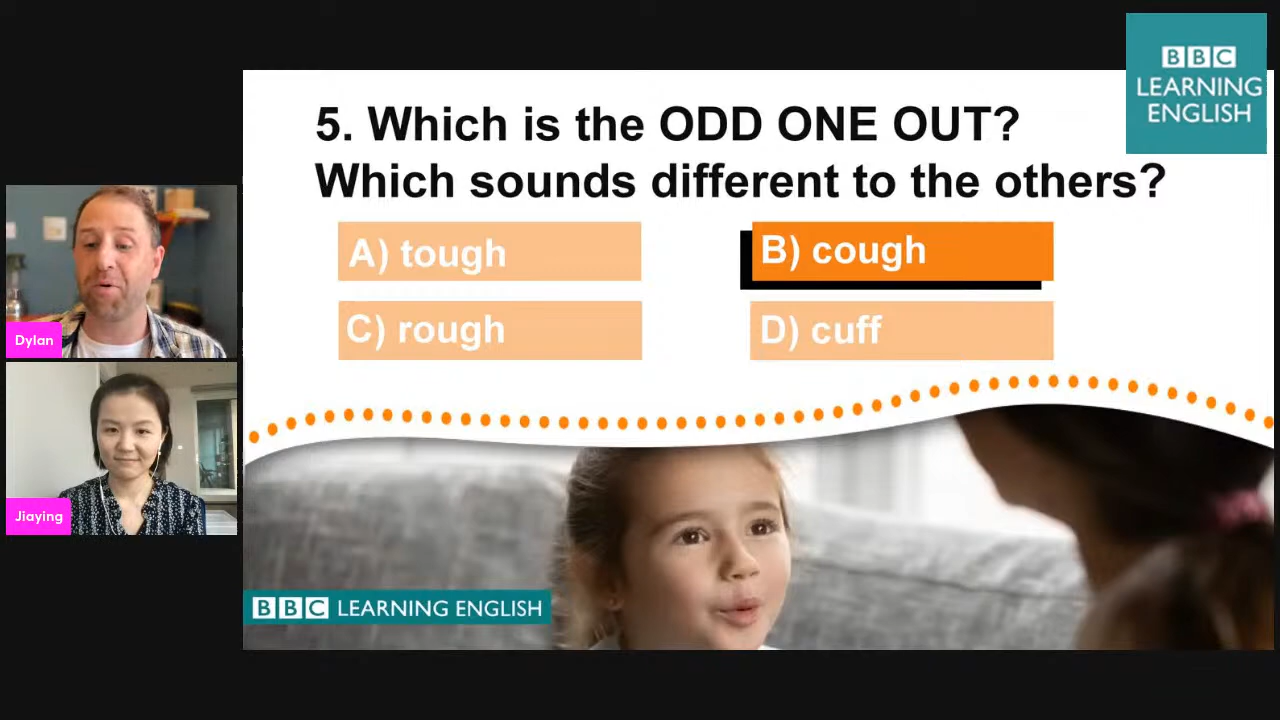 BBC
LEARNING
ENGLISH
5. Which is the ODD ONE OUT?
Which sounds different to the others?
A) tough
B) cough
C) rough
D) cuff
Dylan
Jiaying
BBC LEARNING ENGLISH